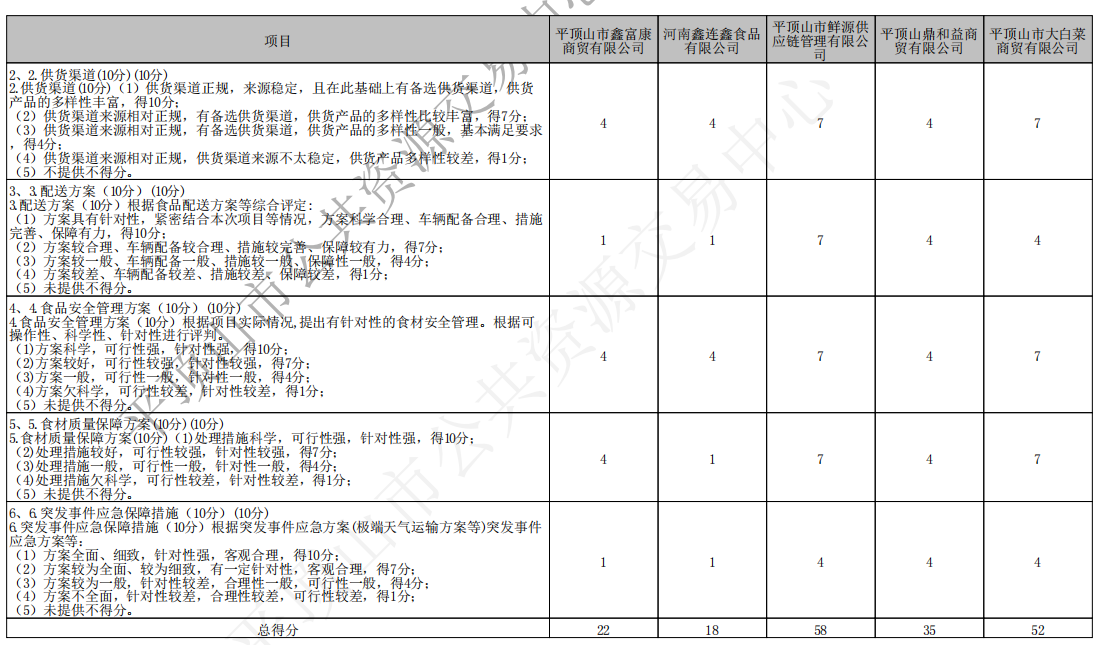 项目
平顶山市鑫富康
商贸有限公司
河南鑫连鑫食品
有限公司
平顶山市鲜源供
应链管理有限公
司
平顶山鼎和益商
贸有限公司
平顶山市大白菜
商贸有限公司
2、2.供货渠道(10分)(10分)
2.供货渠道(10分)（1）供货渠道正规，来源稳定，且在此基础上有备选供货渠道，供货
产品的多样性丰富，得10分；
（2）供货渠道来源相对正规，有备选供货渠道，供货产品的多样性比较丰富，得7分；
（3）供货渠道来源相对正规，有备选供货渠道，供货产品的多样性一般，基本满足要求
，得4分；
（4）供货渠道来源相对正规，供货渠道来源不太稳定，供货产品多样性较差，得1分；
（5）不提供不得分。
4 4 7 4 7
3、3.配送方案（10分）(10分)
3.配送方案（10分）根据食品配送方案等综合评定:
（1）方案具有针对性，紧密结合本次项目等情况，方案科学合理、车辆配备合理、措施
完善、保障有力，得10分；
（2）方案较合理、车辆配备较合理、措施较完善、保障较有力，得7分；
（3）方案较一般、车辆配备一般、措施较一般、保障性一般，得4分；
（4）方案较差、车辆配备较差、措施较差、保障较差，得1分；
1 1 7 4 4
4、4.食品安全管理方案（10分）(10分)
4.食品安全管理方案（10分）根据项目实际情况,提出有针对性的食材安全管理。根据可
操作性、科学性、针对性进行评判。
(1)方案科学，可行性强，针对性强，得10分；
(2)方案较好，可行性较强，针对性较强，得7分；
(3)方案一般，可行性一般，针对性一般，得4分；
(4)方案欠科学，可行性较差，针对性较差，得1分；
（5）未提供不得分。
4 4 7 4 7
5、5.食材质量保障方案(10分)(10分)
5.食材质量保障方案(10分)（1)处理措施科学，可行性强，针对性强，得10分；
(2)处理措施较好，可行性较强，针对性较强，得7分；
(3)处理措施一般，可行性一般，针对性一般，得4分；
(4)处理措施欠科学，可行性较差，针对性较差，得1分；
（5）未提供不得分。
4 1 7 4 7
6、6.突发事件应急保障措施（10分）(10分)
6.突发事件应急保障措施（10分）根据突发事件应急方案(极端天气运输方案等)突发事件
应急方案等:
（1）方案全面、细致，针对性强，客观合理，得10分；
（2）方案较为全面、较为细致，有一定针对性，客观合理，得7分；
（3）方案较为一般，针对性较差，合理性一般，可行性一般，得4分；
（4）方案不全面，针对性较差，合理性较差，可行性较差，得1分；
（5）未提供不得分。
1 1 4 4 4
总得分 22 18 58 35 52
平顶山市公共资源交易中心
平顶山市公共资源交易中心